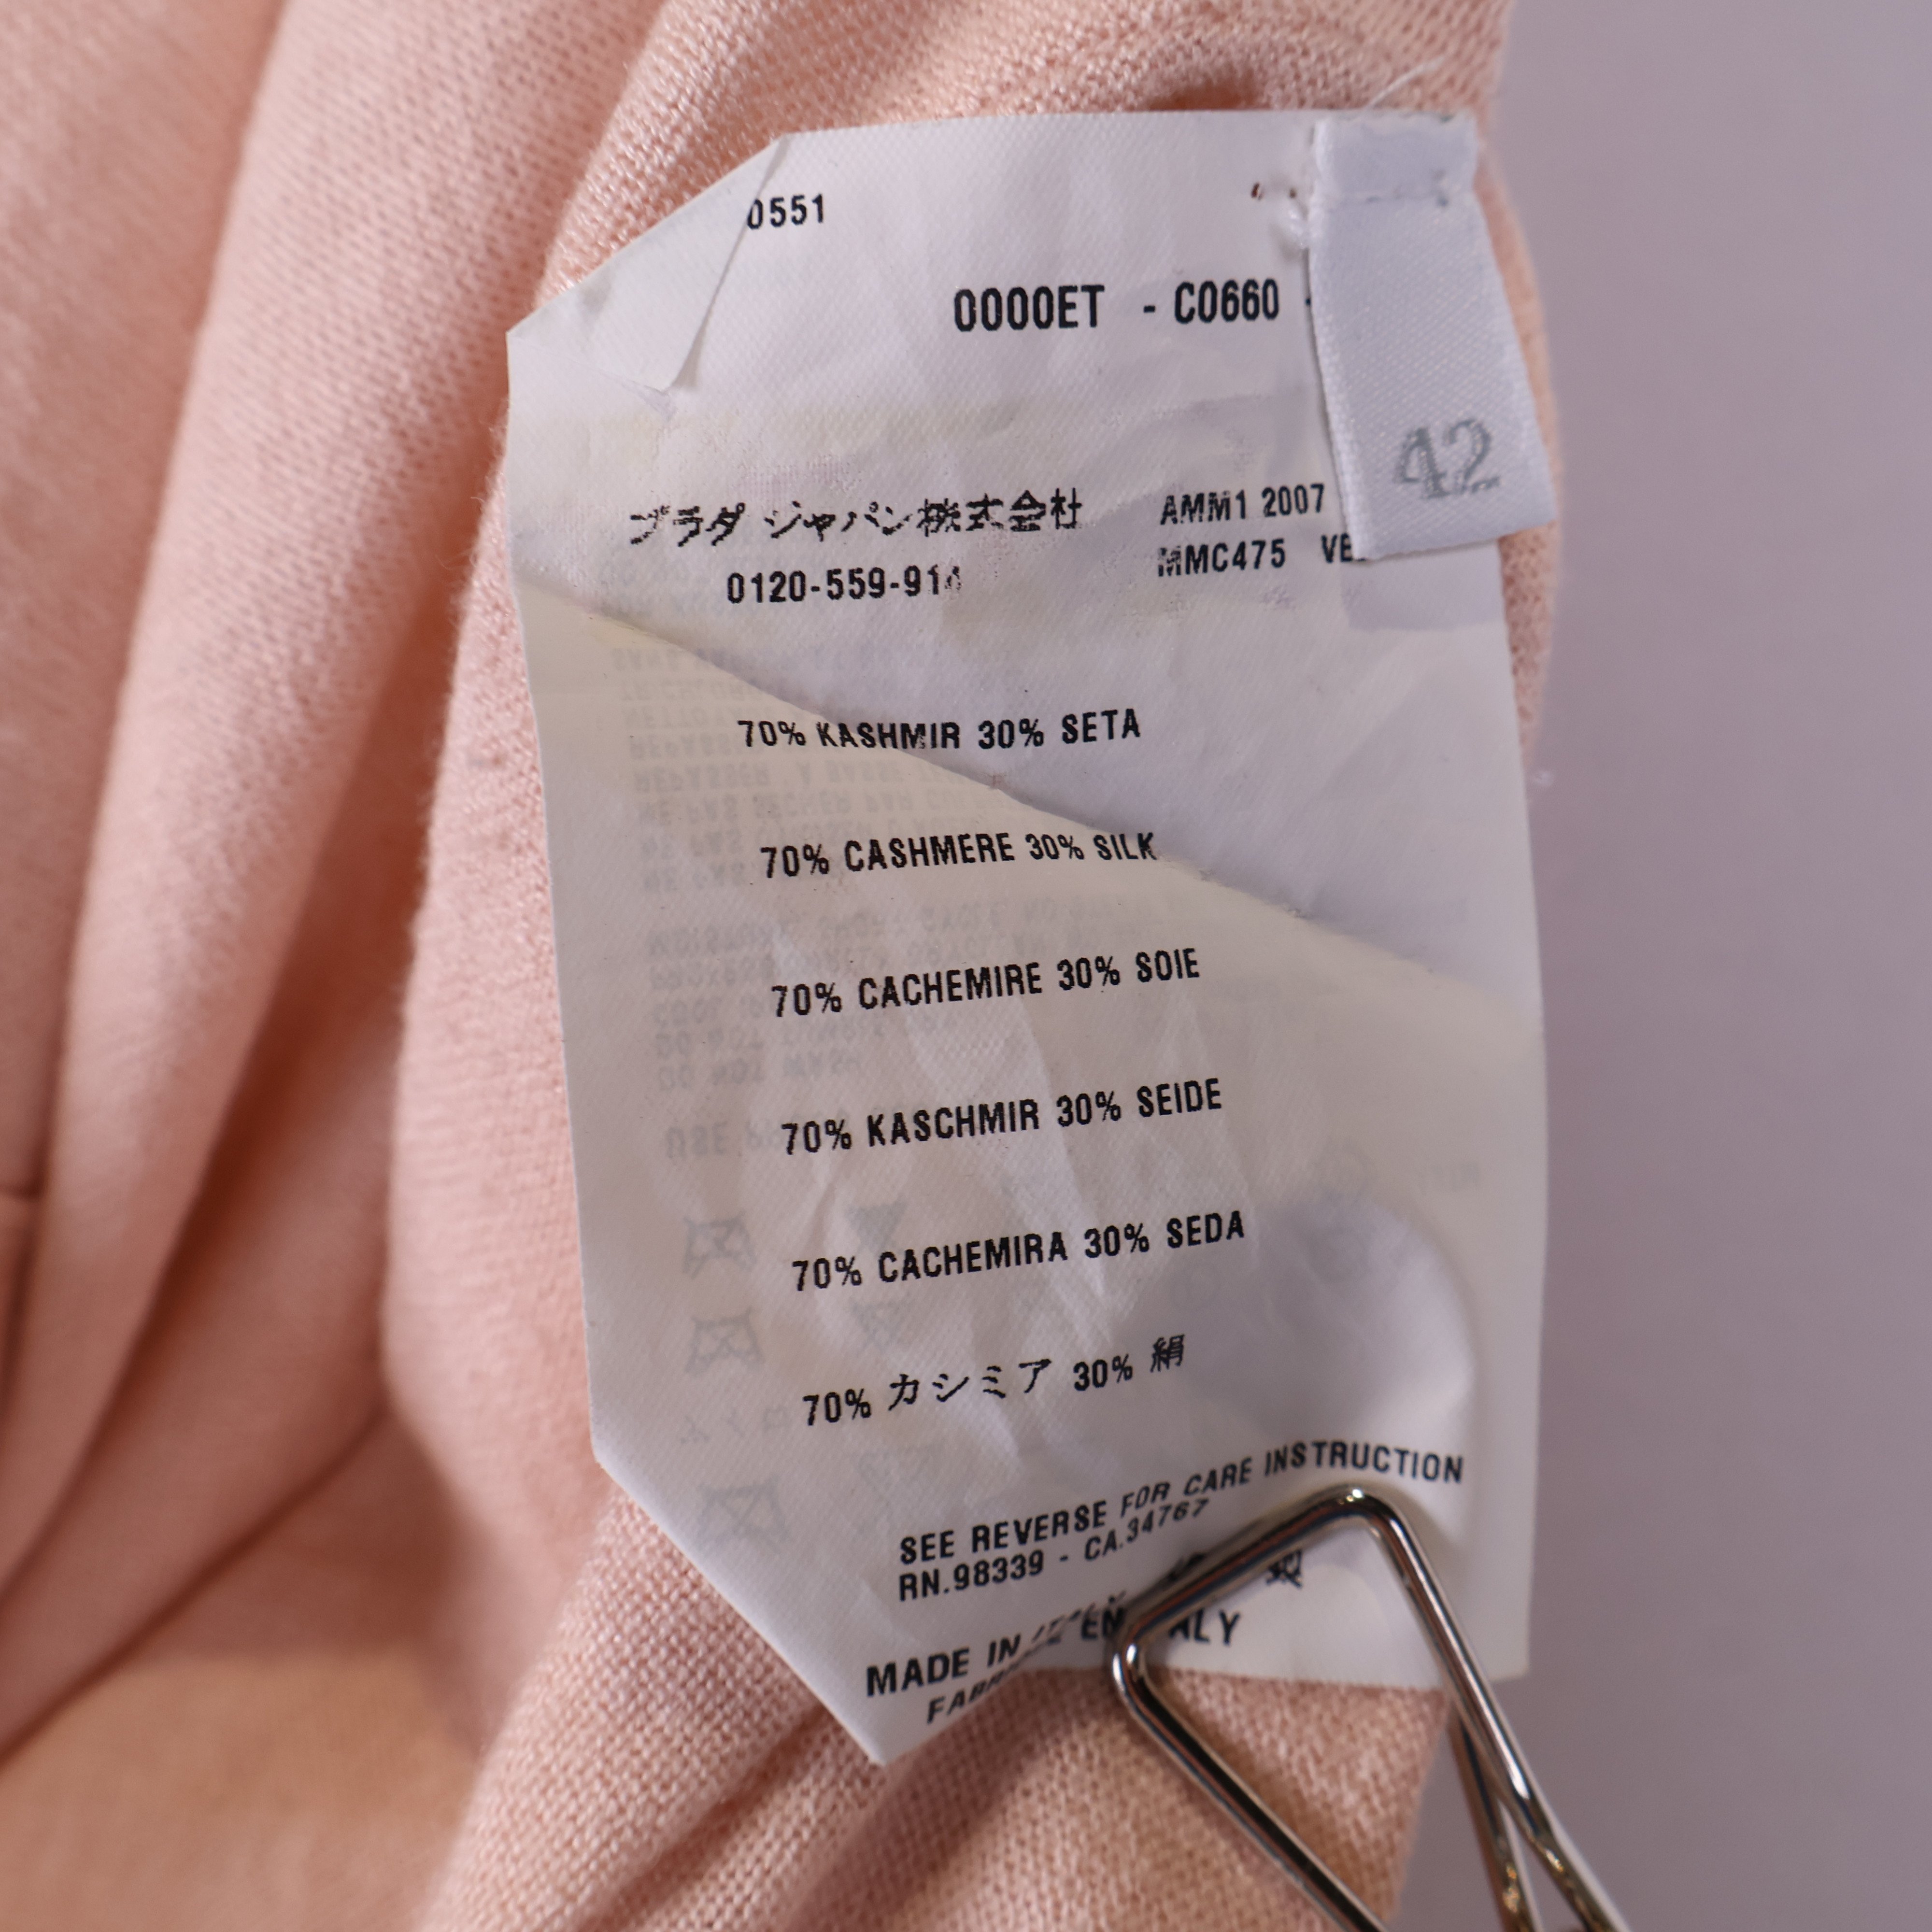 0551
0000ET - C0660 -
42
プラダ ジャパン株式会社
AMM1 2007
0120-559-914
MMC475
70% KASHMIR 30% SETA
70% CASHMERE 30% SILK
70% CACHEMIRE 30% SOIE
70% KASCHMIR 30% SEIDE
70% CACHEMIRA 30% SEDA
70% カシミア 30% 絹
SEE REVERSE FOR CARE INSTRUCTION
RN.98339 - CA.34767
MADE IN ITALY
EN